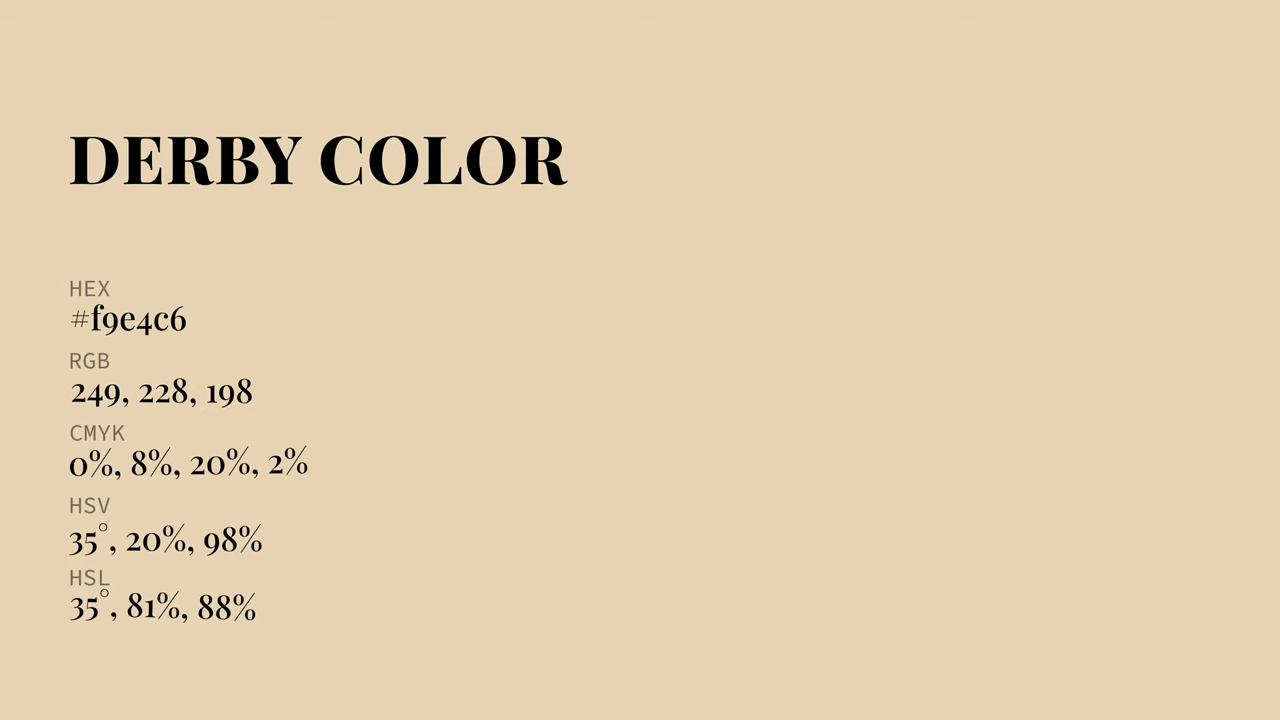 DERBY COLOR
HEX
#f9e4c6
RGB
249, 228, 198
CMYK
0%, 8%, 20%, 2%
HSV
35°, 20%, 98%
HSL
35°, 81%, 88%